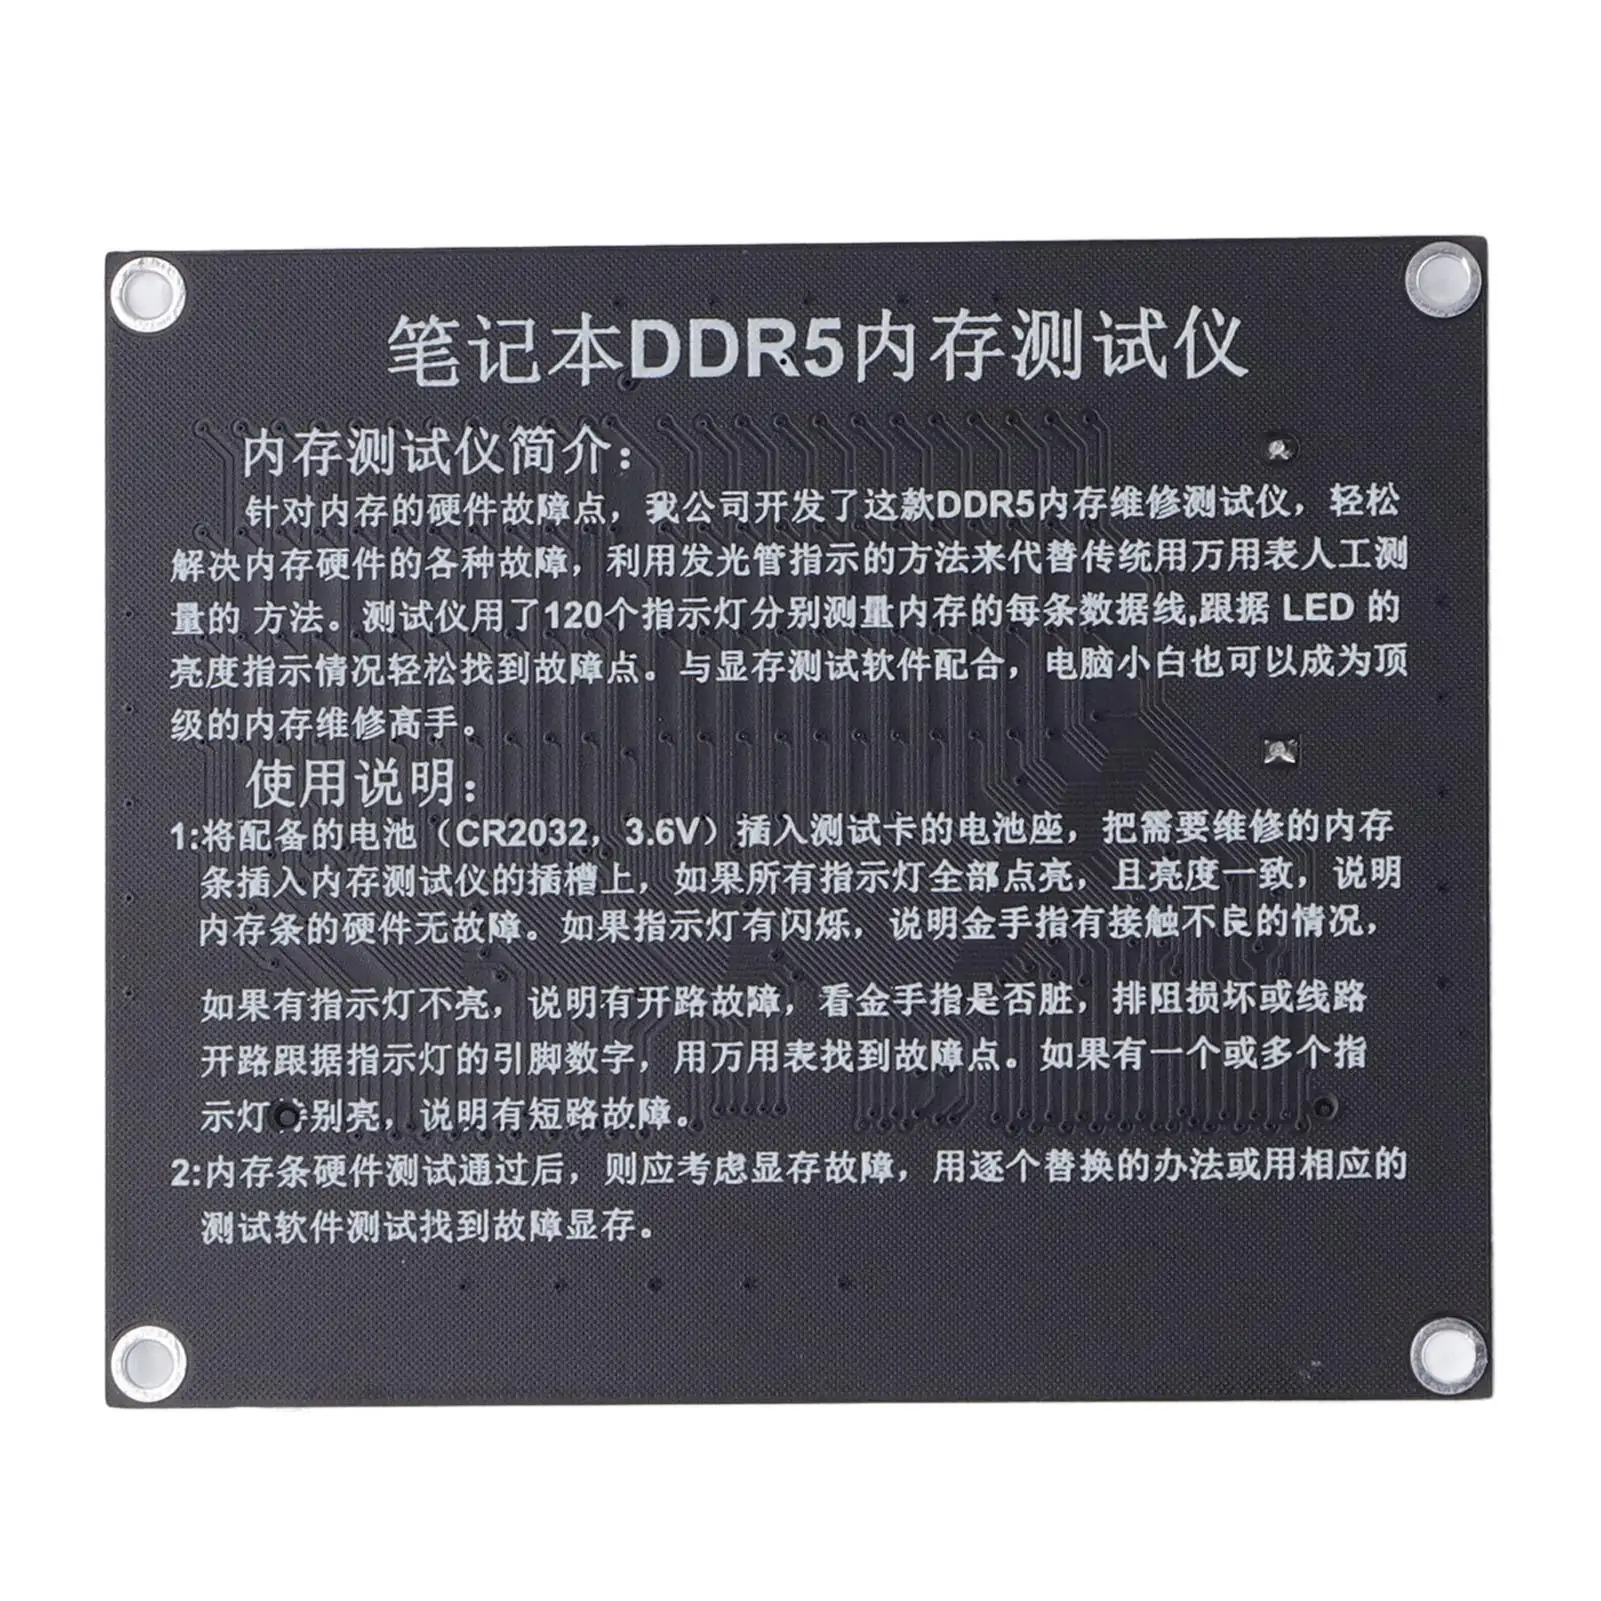 笔记本DDR5内存测试仪
内存测试仪简介：
针对内存的硬件故障点，我公司开发了这款DDR5内存维修测试仪，轻松
解决内存硬件的各种故障，利用发光管指示的方法来代替传统用万用表人工测
量的 方法。测试仪用了120个指示灯分别测量内存的每条数据线,跟据 LED 的
亮度指示情况轻松找到故障点。与显存测试软件配合，电脑小白也可以成为顶
级的内存维修高手。
使用说明：
1:将配备的电池（CR2032，3.6V）插入测试卡的电池座，把需要维修的内存
条插入内存测试仪的插槽上，如果所有指示灯全部点亮，且亮度一致，说明
内存条的硬件无故障。如果指示灯有闪烁，说明金手指有接触不良的情况，
如果有指示灯不亮，说明有开路故障，看金手指是否脏，排阻损坏或线路
开路跟据指示灯的引脚数字，用万用表找到故障点。如果有一个或多个指
示灯特别亮，说明有短路故障。
2:内存条硬件测试通过后，则应考虑显存故障，用逐个替换的办法或用相应的
测试软件测试找到故障显存。